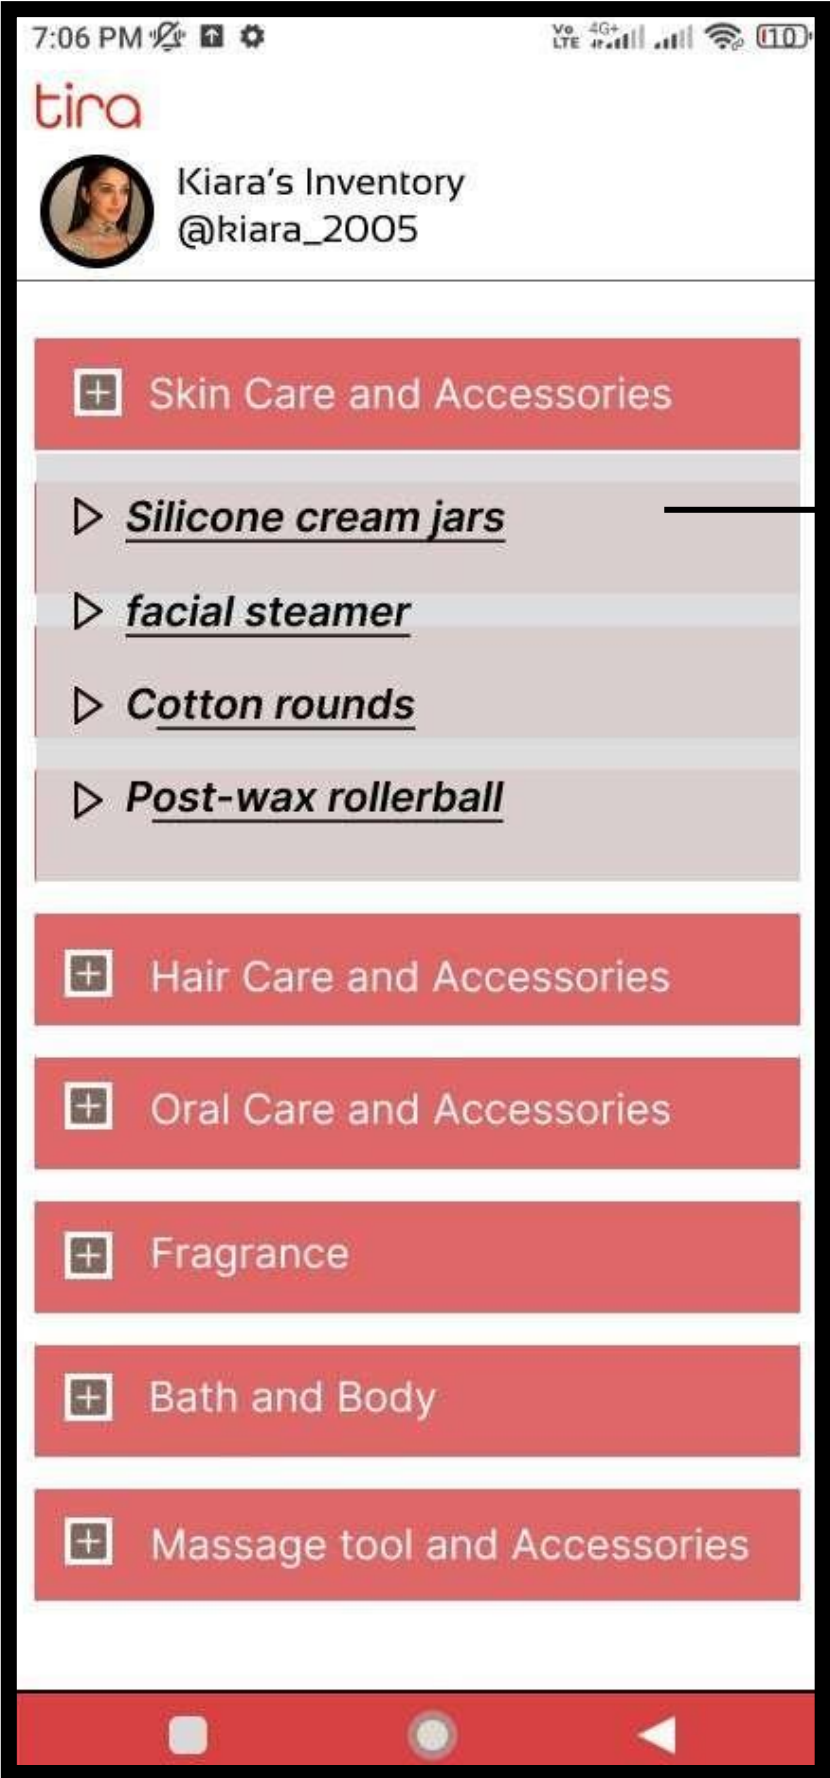 7:06 PM
Vo LTE 4G+ 10
tira
Kiara's Inventory
@kiara_2005
Skin Care and Accessories
Silicone cream jars
facial steamer
Cotton rounds
Post-wax rollerball
Hair Care and Accessories
Oral Care and Accessories
Fragrance
Bath and Body
Massage tool and Accessories